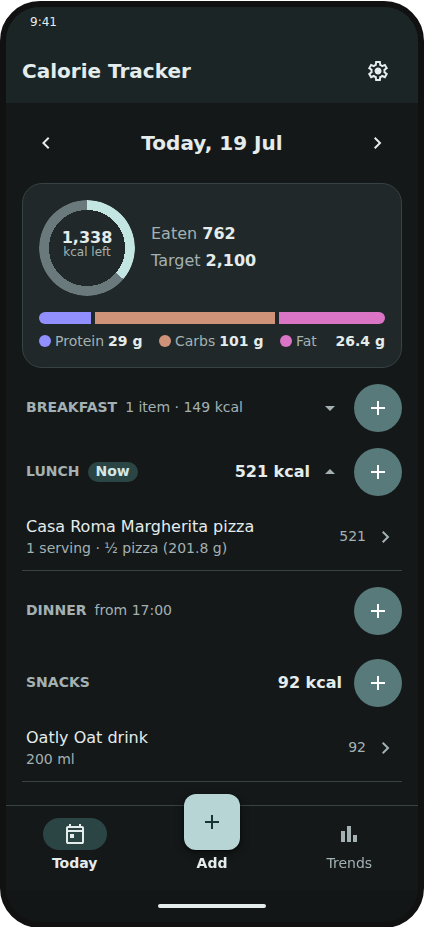 9:41
Calorie Tracker
Today, 19 Jul
1,338
kcal left
Eaten 762
Target 2,100
Protein 29 g Carbs 101 g Fat 26.4 g
BREAKFAST 1 item · 149 kcal
LUNCH Now 521 kcal
Casa Roma Margherita pizza
1 serving · ½ pizza (201.8 g)
521
DINNER from 17:00
SNACKS 92 kcal
Oatly Oat drink
200 ml
92
Today Add Trends